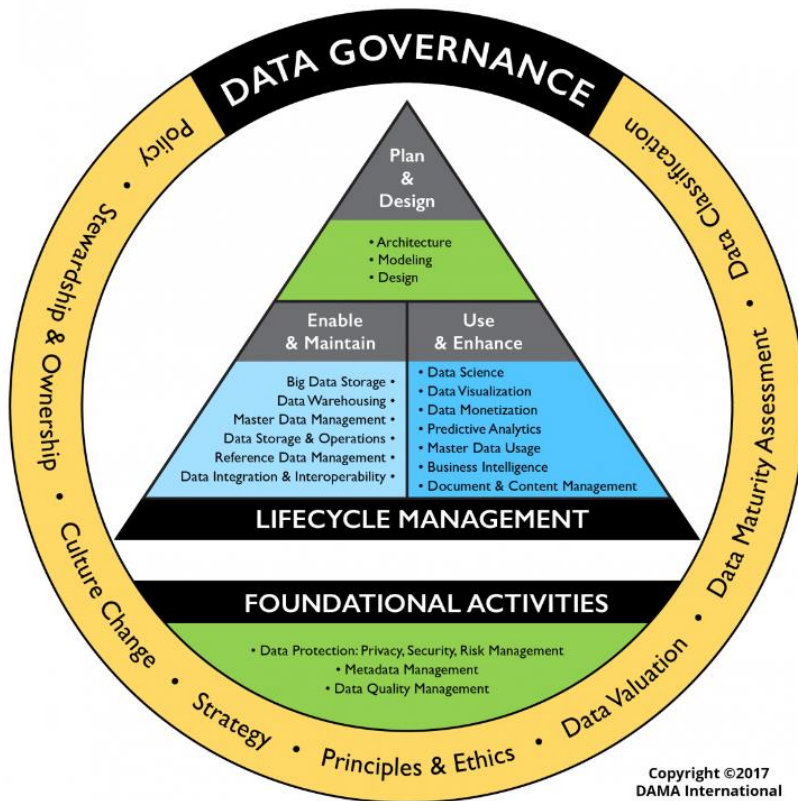 DATA GOVERNANCE
Policy • Stewardship & Ownership • Culture Change • Strategy • Principles & Ethics • Data Valuation • Data Maturity Assessment • Data Classification
Plan
&
Design
• Architecture
• Modeling
• Design
Enable
& Maintain
Big Data Storage •
Data Warehousing •
Master Data Management •
Data Storage & Operations •
Reference Data Management •
Data Integration & Interoperability •
Use
& Enhance
• Data Science
• Data Visualization
• Data Monetization
• Predictive Analytics
• Master Data Usage
• Business Intelligence
• Document & Content Management
LIFECYCLE MANAGEMENT
FOUNDATIONAL ACTIVITIES
• Data Protection: Privacy, Security, Risk Management
• Metadata Management
• Data Quality Management
Copyright ©2017
DAMA International